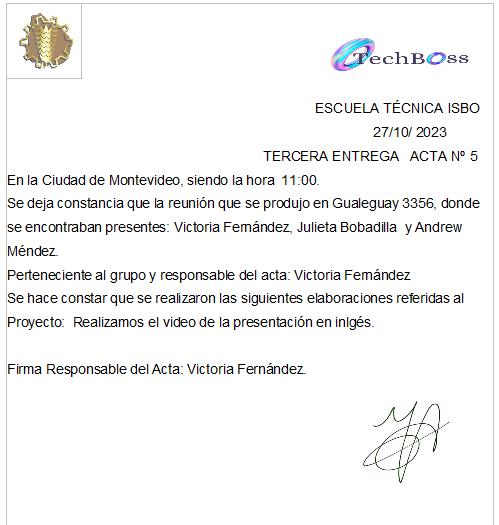 TechBoss
ESCUELA TÉCNICA ISBO
27/10/ 2023
TERCERA ENTREGA ACTA Nº 5
En la Ciudad de Montevideo, siendo la hora 11:00.
Se deja constancia que la reunión que se produjo en Gualeguay 3356, donde
se encontraban presentes: Victoria Fernández, Julieta Bobadilla y Andrew
Méndez.
Perteneciente al grupo y responsable del acta: Victoria Fernández
Se hace constar que se realizaron las siguientes elaboraciones referidas al
Proyecto: Realizamos el video de la presentación en inlgés.
Firma Responsable del Acta: Victoria Fernández.